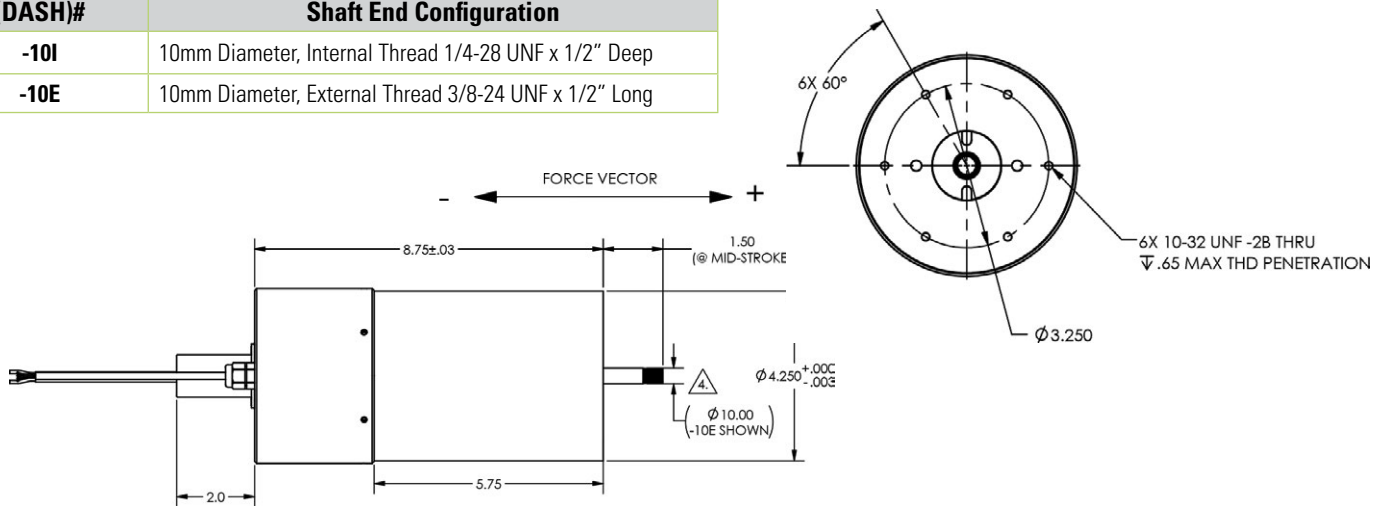 DASH)# Shaft End Configuration
-10I 10mm Diameter, Internal Thread 1/4-28 UNF x 1/2” Deep
-10E 10mm Diameter, External Thread 3/8-24 UNF x 1/2” Long
6X 60°
- FORCE VECTOR +
8.75±.03
1.50
(@ MID-STROKE
6X 10-32 UNF -2B THRU
↧ .65 MAX THD PENETRATION
Ø3.250
4.
Ø4.250 +.000
-.003
Ø10.00
(-10E SHOWN)
5.75
2.0